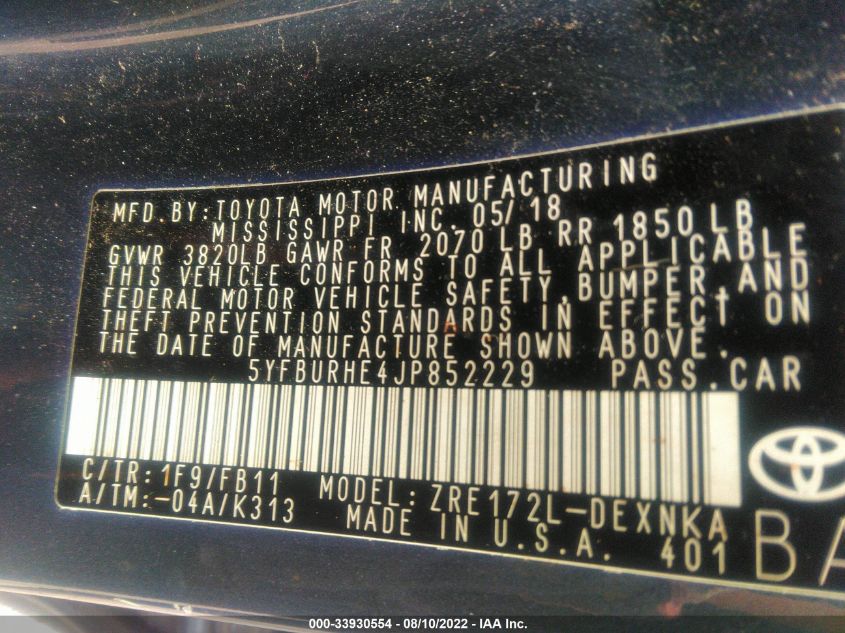 MFD. BY: TOYOTA MOTOR MANUFACTURING
MISSISSIPPI INC. 05/18
GVWR 3820LB GAWR FR 2070 LB RR 1850 LB
THIS VEHICLE CONFORMS TO ALL APPLICABLE
FEDERAL MOTOR VEHICLE SAFETY, BUMPER, AND
THEFT PREVENTION STANDARDS IN EFFECT ON
THE DATE OF MANUFACTURE SHOWN ABOVE.
5YFBURHE4JP852229 PASS. CAR
C/TR: 1F9/FB11 MODEL: ZRE172L-DEXNKA
A/TM: -04A/K313 MADE IN U.S.A. 401
BA
000-33930554 - 08/10/2022 - IAA Inc.